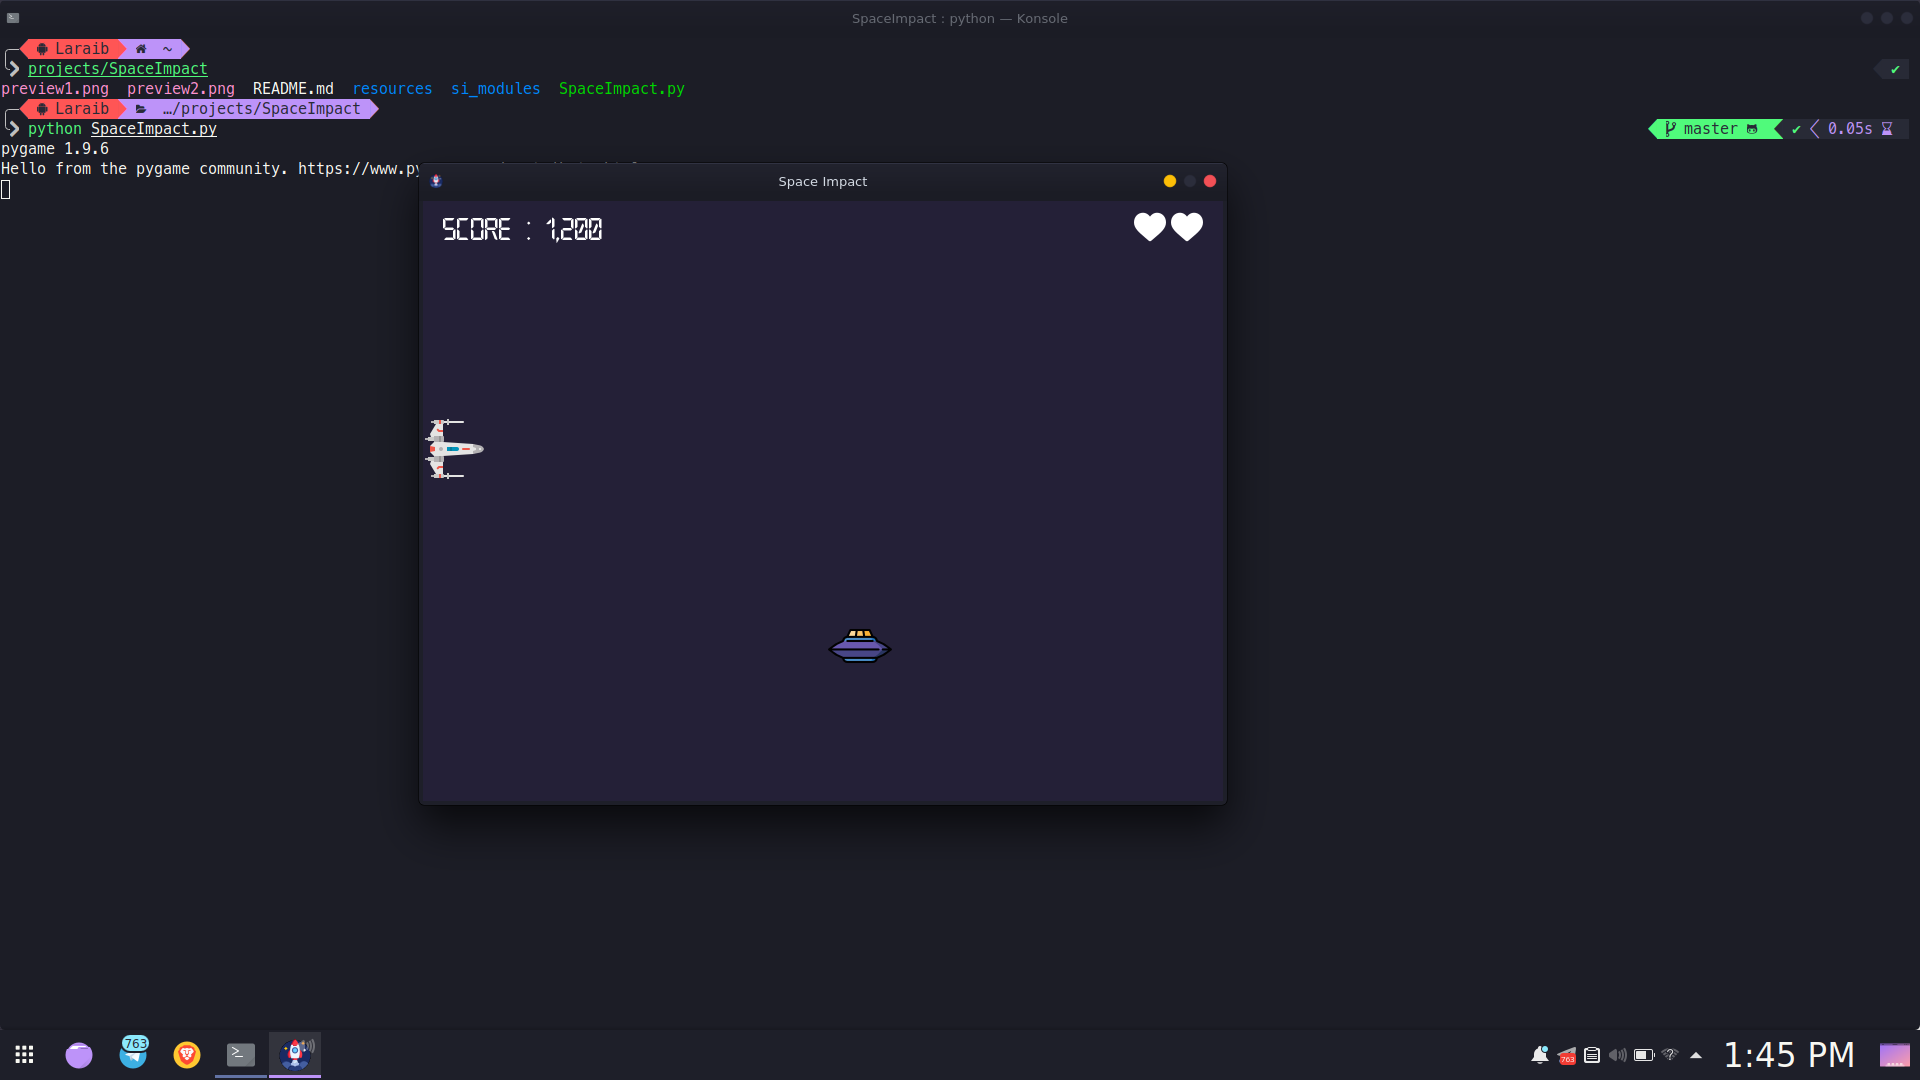 SpaceImpact : python — Konsole
Laraib ~
projects/SpaceImpact
preview1.png preview2.png README.md resources si_modules SpaceImpact.py
Laraib …/projects/SpaceImpact
python SpaceImpact.py master 0.05s
pygame 1.9.6
Hello from the pygame community. https://www.py
Space Impact
SCORE : 1,200
763
763
1:45 PM